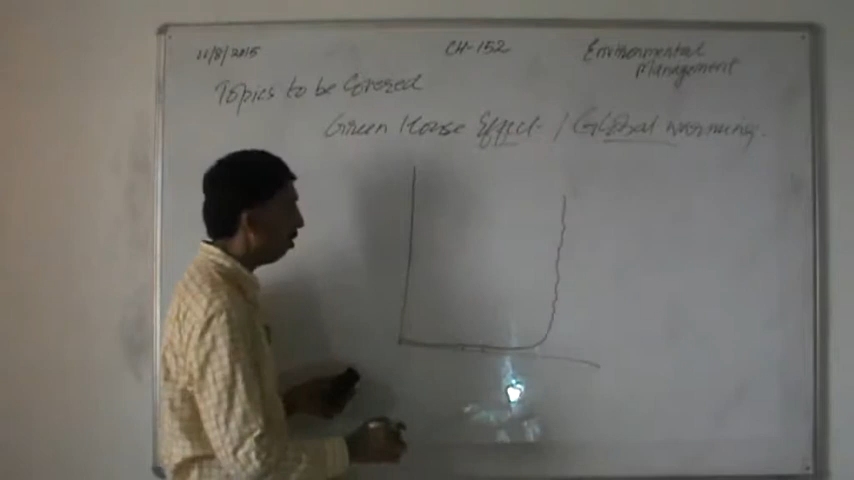 11/8/2015
CH-152
Environmental
Management
Topics to be Covered
Green House Effect / Global warming.